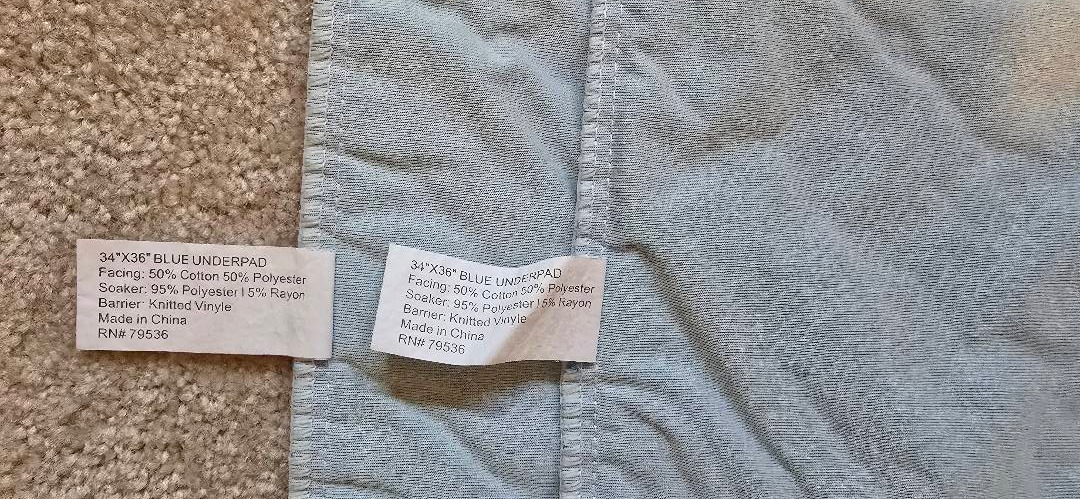 34"X36" BLUE UNDERPAD
Facing: 50% Cotton 50% Polyester
Soaker: 95% Polyester I 5% Rayon
Barrier: Knitted Vinyle
Made in China
RN# 79536
34"X36" BLUE UNDERPAD
Facing: 50% Cotton 50% Polyester
Soaker: 95% Polyester I 5% Rayon
Barrier: Knitted Vinyle
Made in China
RN# 79536